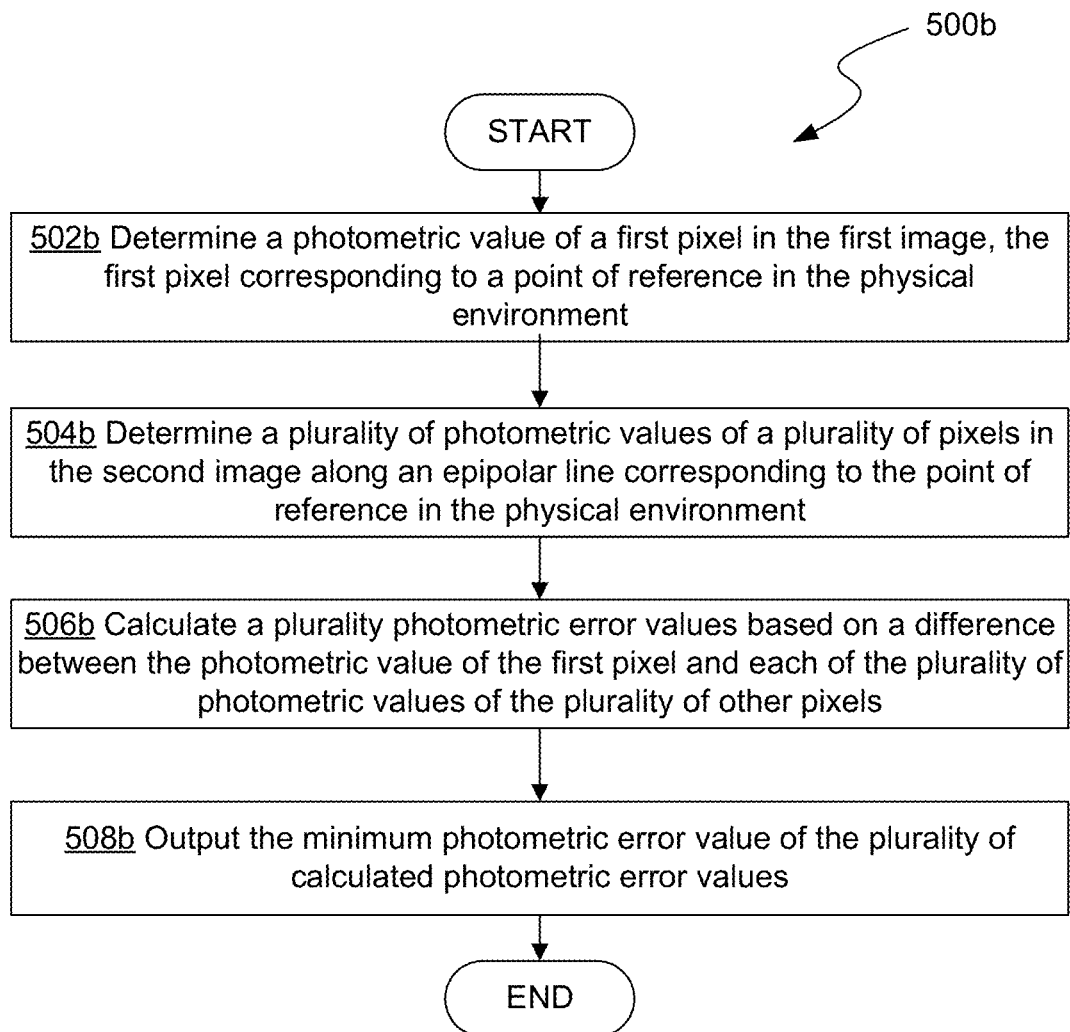 500b
START
502b Determine a photometric value of a first pixel in the first image, the
first pixel corresponding to a point of reference in the physical
environment
504b Determine a plurality of photometric values of a plurality of pixels in
the second image along an epipolar line corresponding to the point of
reference in the physical environment
506b Calculate a plurality photometric error values based on a difference
between the photometric value of the first pixel and each of the plurality of
photometric values of the plurality of other pixels
508b Output the minimum photometric error value of the plurality of
calculated photometric error values
END